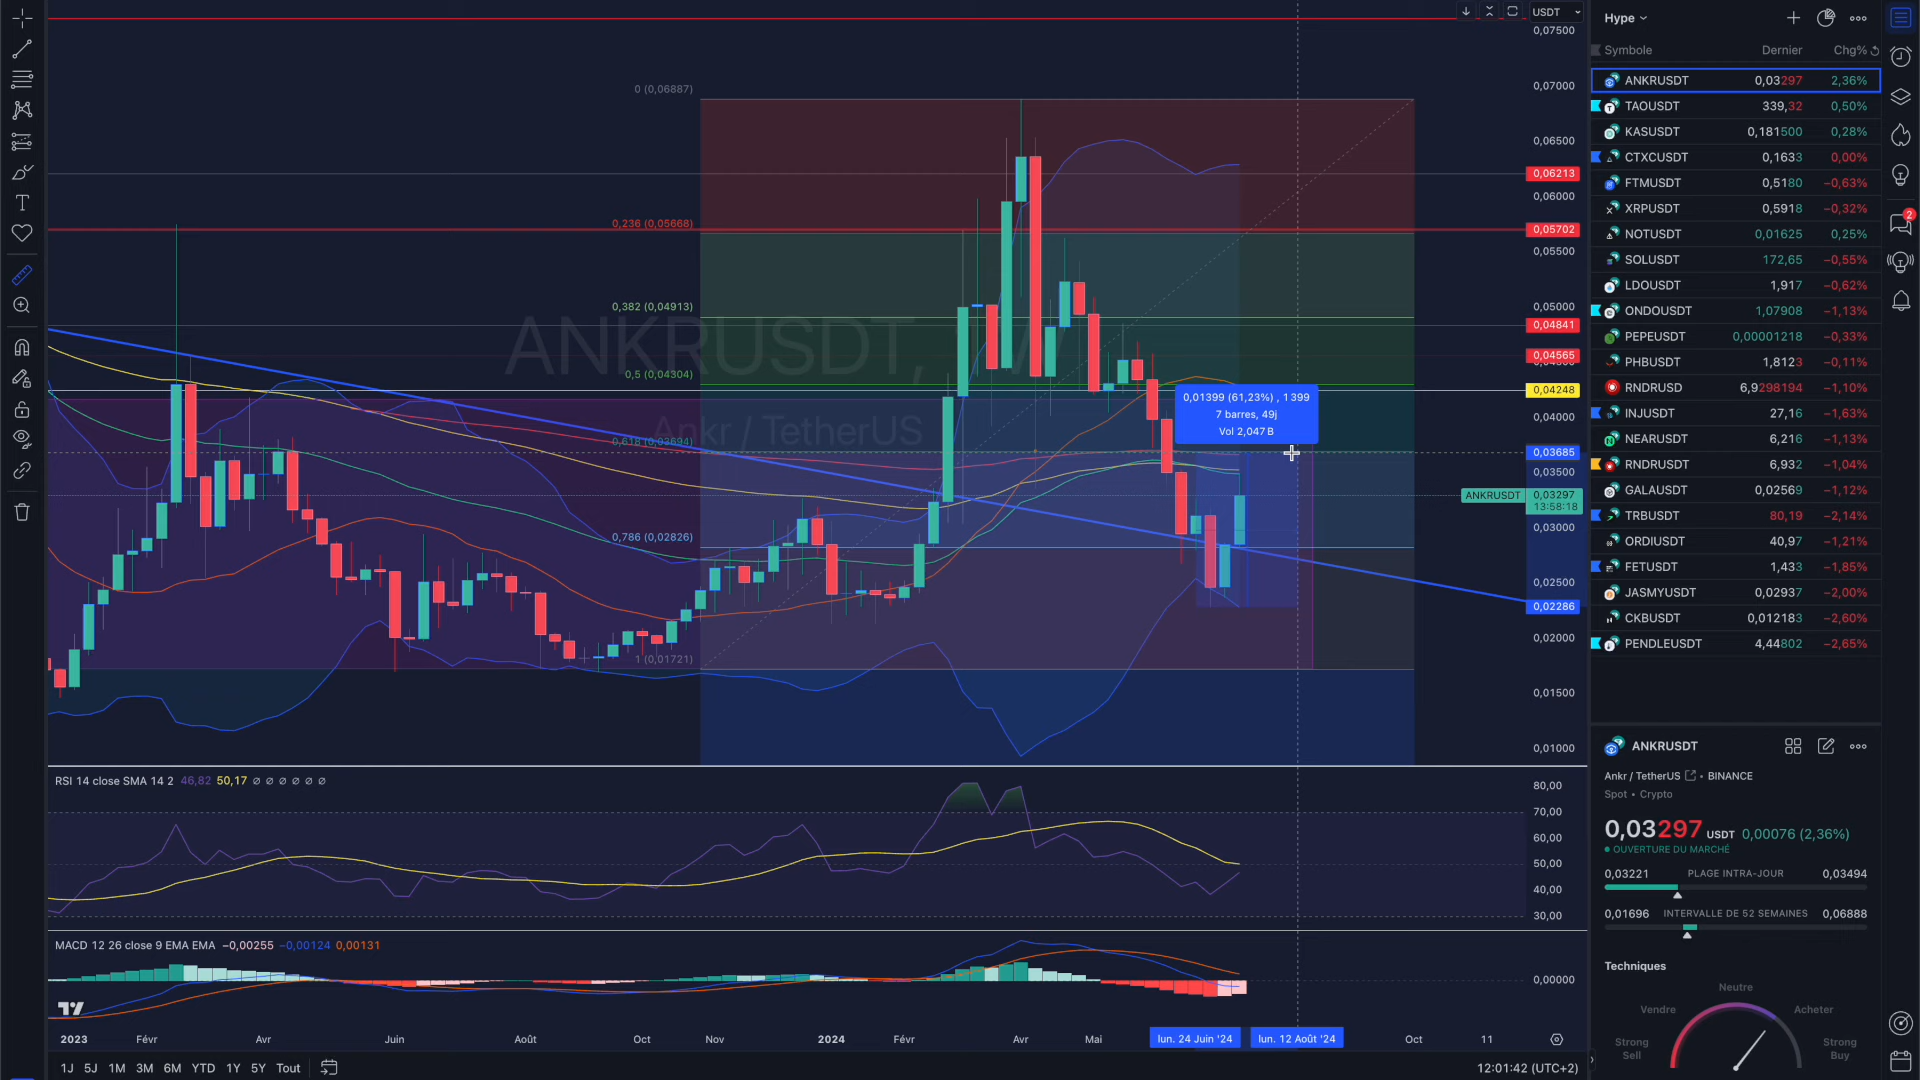 USDT
0,07500
0,07000
0,06500
0,06213
0,06000
0,05702
0,05500
0,05000
0,04841
0,04565
0,04248
0,04000
0,03685
0,03500
ANKRUSDT 0,03297
13:58:18
0,03000
0,02500
0,02286
0,02000
0,01500
0,01000
0 (0,06887)
0,236 (0,05668)
0,382 (0,04913)
0,5 (0,04304)
0,618 (0,03694)
0,786 (0,02826)
1 (0,01721)
Ankr / TetherUS
0,01399 (61,23%) , 1 399
7 barres, 49j
Vol 2,047 B
RSI 14 close SMA 14 2 46,82 50,17 ∅ ∅ ∅ ∅ ∅ ∅
80,00
70,00
60,00
50,00
40,00
30,00
MACD 12 26 close 9 EMA EMA −0,00255 −0,00124 0,00131
0,00000
2023 Févr Avr Juin Août Oct Nov 2024 Févr Avr Mai lun. 24 Juin '24 lun. 12 Août '24 Oct 11
1J 5J 1M 3M 6M YTD 1Y 5Y Tout
12:01:42 (UTC+2)
Hype
Symbole Dernier Chg%
ANKRUSDT 0,03297 2,36%
TAOUSDT 339,32 0,50%
KASUSDT 0,181500 0,28%
CTXCUSDT 0,1633 0,00%
FTMUSDT 0,5180 −0,63%
XRPUSDT 0,5918 −0,32%
NOTUSDT 0,01625 0,25%
SOLUSDT 172,65 −0,55%
LDOUSDT 1,917 −0,62%
ONDOUSDT 1,07908 −1,13%
PEPEUSDT 0,00001218 −0,33%
PHBUSDT 1,8123 −0,11%
RNDRUSD 6,9298194 −1,10%
INJUSDT 27,16 −1,63%
NEARUSDT 6,216 −1,13%
RNDRUSDT 6,932 −1,04%
GALAUSDT 0,02569 −1,12%
TRBUSDT 80,19 −2,14%
ORDIUSDT 40,97 −1,21%
FETUSDT 1,433 −1,85%
JASMYUSDT 0,02937 −2,00%
CKBUSDT 0,012183 −2,60%
PENDLEUSDT 4,44802 −2,65%
ANKRUSDT
Ankr / TetherUS • BINANCE
Spot • Crypto
0,03297 USDT 0,00076 (2,36%)
OUVERTURE DU MARCHÉ
0,03221 PLAGE INTRA-JOUR 0,03494
0,01696 INTERVALLE DE 52 SEMAINES 0,06888
Techniques
Neutre
Vendre Acheter
Strong Sell
Strong Buy
2